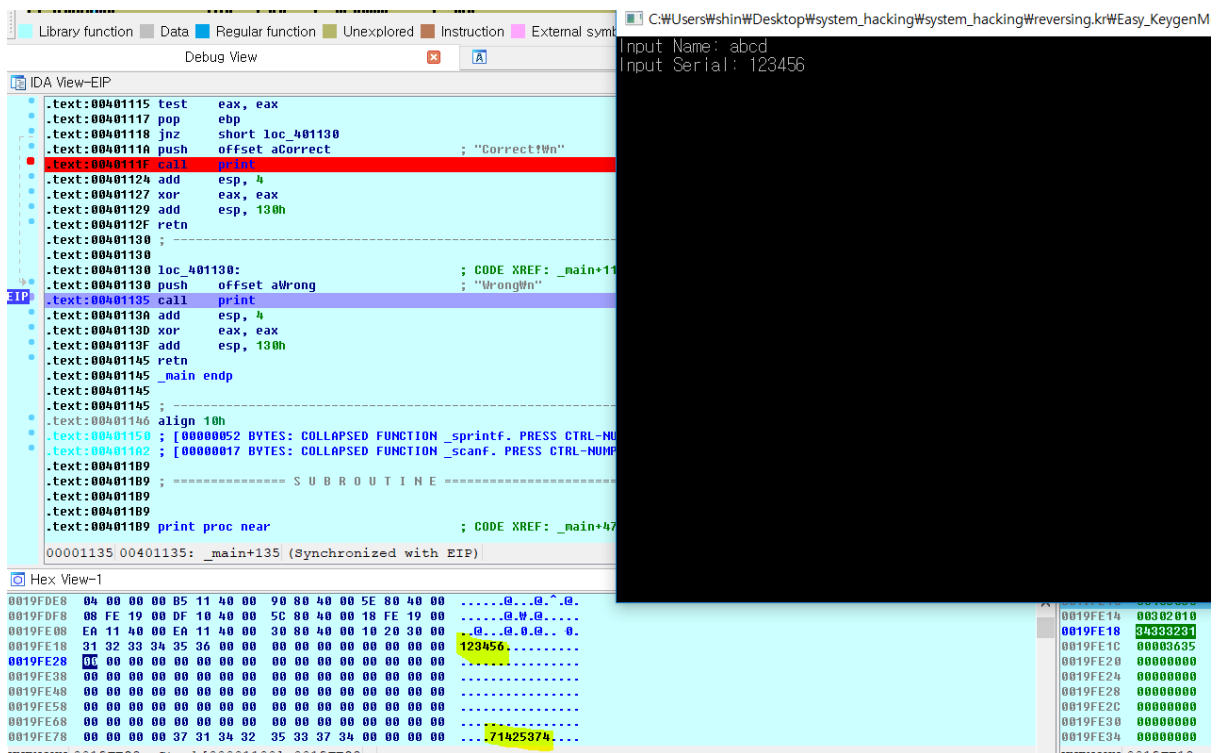 Library function Data Regular function Unexplored Instruction External symb
Debug View
IDA View-EIP
.text:00401115 test eax, eax
.text:00401117 pop ebp
.text:00401118 jnz short loc_401130
.text:0040111A push offset aCorrect ; "Correct!₩n"
.text:0040111F call print
.text:00401124 add esp, 4
.text:00401127 xor eax, eax
.text:00401129 add esp, 130h
.text:0040112F retn
.text:00401130 ; ---------------------------------------------------------
.text:00401130
.text:00401130 loc_401130: ; CODE XREF: _main+11
.text:00401130 push offset aWrong ; "Wrong₩n"
EIP .text:00401135 call print
.text:0040113A add esp, 4
.text:0040113D xor eax, eax
.text:0040113F add esp, 130h
.text:00401145 retn
.text:00401145 _main endp
.text:00401145
.text:00401145 ; ---------------------------------------------------------
.text:00401146 align 10h
.text:00401150 ; [00000052 BYTES: COLLAPSED FUNCTION _sprintf. PRESS CTRL-NU
.text:004011A2 ; [00000017 BYTES: COLLAPSED FUNCTION _scanf. PRESS CTRL-NUMP
.text:004011B9
.text:004011B9 ; =============== S U B R O U T I N E =====================
.text:004011B9
.text:004011B9
.text:004011B9 print proc near ; CODE XREF: _main+47
00001135 00401135: _main+135 (Synchronized with EIP)
Hex View-1
0019FDE8 04 00 00 00 B5 11 40 00 90 80 40 00 5E 80 40 00 ......@...@.^.@.
0019FDF8 08 FE 19 00 DF 10 40 00 5C 80 40 00 18 FE 19 00 ......@.₩.@.....
0019FE08 EA 11 40 00 EA 11 40 00 30 80 40 00 10 20 30 00 ..@...@.0.@.. 0.
0019FE18 31 32 33 34 35 36 00 00 00 00 00 00 00 00 00 00 123456..........
0019FE28 00 00 00 00 00 00 00 00 00 00 00 00 00 00 00 00 ................
0019FE38 00 00 00 00 00 00 00 00 00 00 00 00 00 00 00 00 ................
0019FE48 00 00 00 00 00 00 00 00 00 00 00 00 00 00 00 00 ................
0019FE58 00 00 00 00 00 00 00 00 00 00 00 00 00 00 00 00 ................
0019FE68 00 00 00 00 00 00 00 00 00 00 00 00 00 00 00 00 ................
0019FE78 00 00 00 00 37 31 34 32 35 33 37 34 00 00 00 00 ....71425374....
C:₩Users₩shin₩Desktop₩system_hacking₩system_hacking₩reversing.kr₩Easy_KeygenM
Input Name: abcd
Input Serial: 123456
0019FE14 00302010
0019FE18 34333231
0019FE1C 00003635
0019FE20 00000000
0019FE24 00000000
0019FE28 00000000
0019FE2C 00000000
0019FE30 00000000
0019FE34 00000000